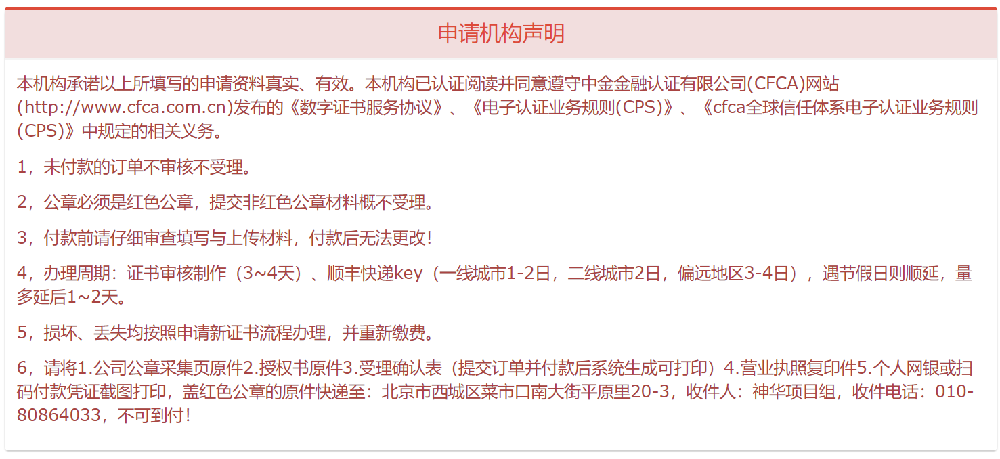 申请机构声明
本机构承诺以上所填写的申请资料真实、有效。本机构已认证阅读并同意遵守中金金融认证有限公司(CFCA)网站
(http://www.cfca.com.cn)发布的《数字证书服务协议》、《电子认证业务规则(CPS)》、《cfca全球信任体系电子认证业务规则
(CPS)》中规定的相关义务。
1，未付款的订单不审核不受理。
2，公章必须是红色公章，提交非红色公章材料概不受理。
3，付款前请仔细审查填写与上传材料，付款后无法更改！
4，办理周期：证书审核制作（3~4天）、顺丰快递key（一线城市1-2日，二线城市2日，偏远地区3-4日），遇节假日则顺延，量
多延后1~2天。
5，损坏、丢失均按照申请新证书流程办理，并重新缴费。
6，请将1.公司公章采集页原件2.授权书原件3.受理确认表（提交订单并付款后系统生成可打印）4.营业执照复印件5.个人网银或扫
码付款凭证截图打印，盖红色公章的原件快递至：北京市西城区菜市口南大街平原里20-3，收件人：神华项目组，收件电话：010-
80864033，不可到付！